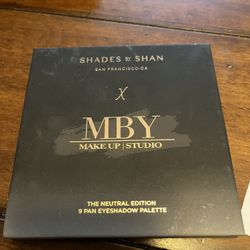 SHADES by SHAN
SAN FRANCISCO•CA
X
MBY
MAKE UP | STUDIO
THE NEUTRAL EDITION
9 PAN EYESHADOW PALETTE